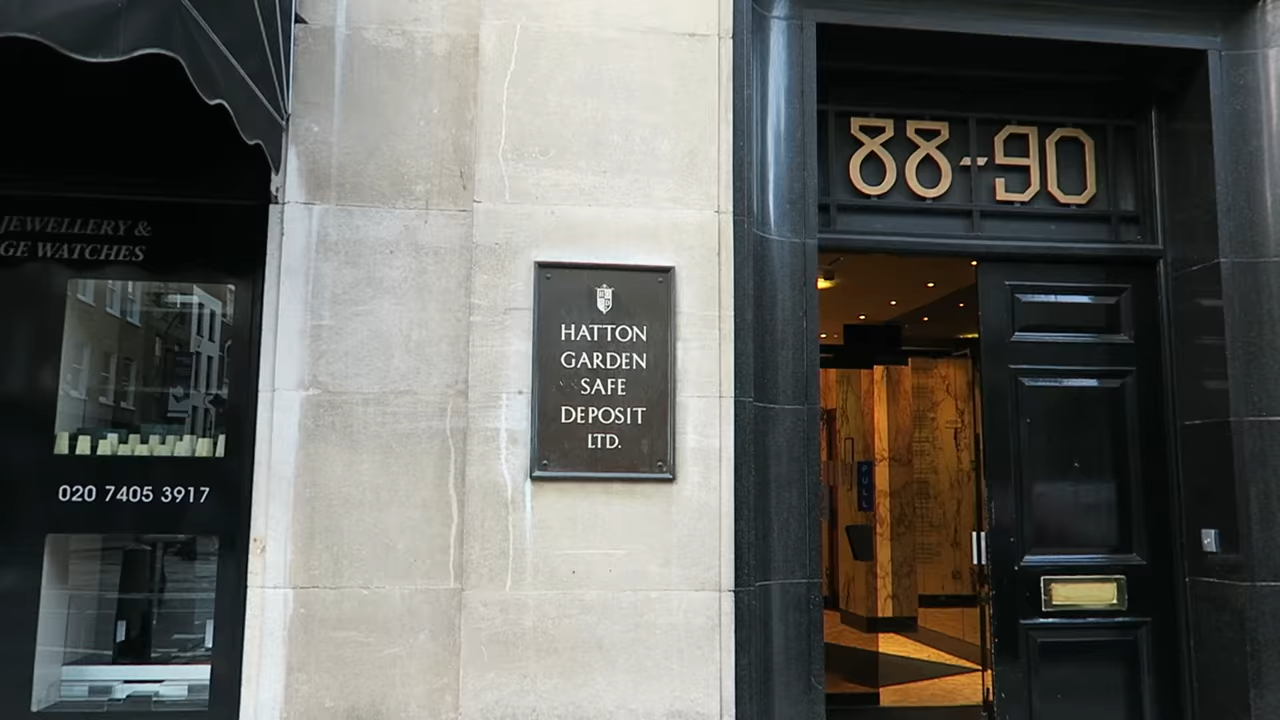 JEWELLERY &
GE WATCHES
020 7405 3917
HATTON
GARDEN
SAFE
DEPOSIT
LTD.
88-90
PULL